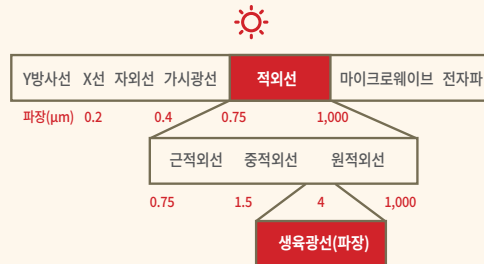 Y방사선 X선 자외선 가시광선 적외선 마이크로웨이브 전자파
파장(μm) 0.2 0.4 0.75 1,000
근적외선 중적외선 원적외선
0.75 1.5 4 1,000
생육광선(파장)